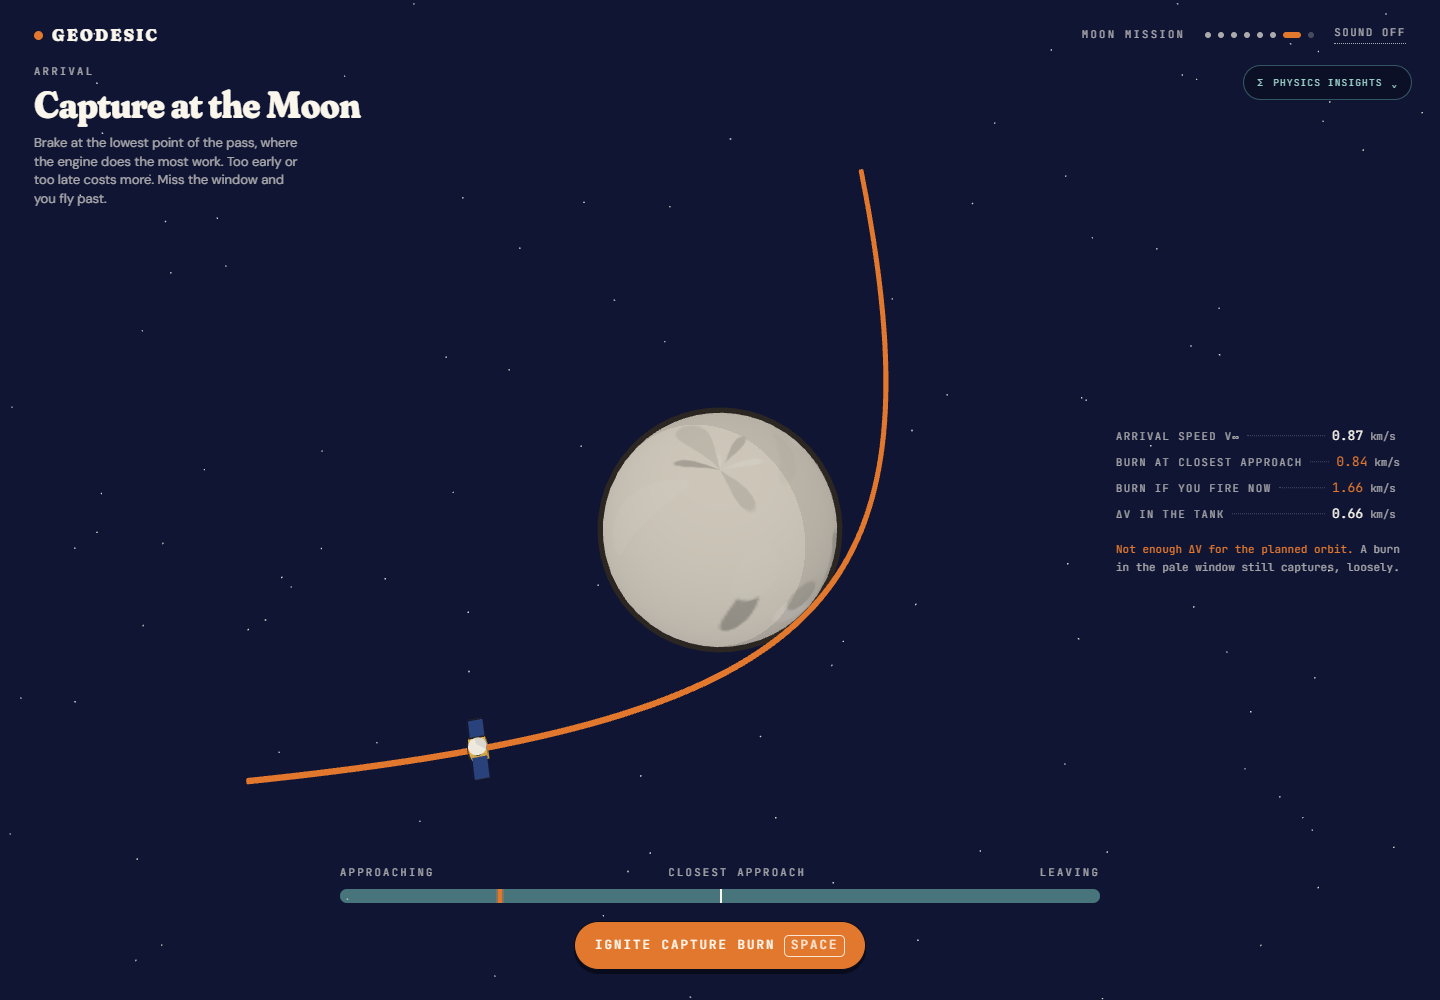 GEODESIC
MOON MISSION
SOUND OFF
ARRIVAL
Capture at the Moon
Σ PHYSICS INSIGHTS
Brake at the lowest point of the pass, where
the engine does the most work. Too early or
too late costs more. Miss the window and
you fly past.
ARRIVAL SPEED V∞ 0.87 km/s
BURN AT CLOSEST APPROACH 0.84 km/s
BURN IF YOU FIRE NOW 1.66 km/s
ΔV IN THE TANK 0.66 km/s
Not enough ΔV for the planned orbit. A burn
in the pale window still captures, loosely.
APPROACHING
CLOSEST APPROACH
LEAVING
IGNITE CAPTURE BURN SPACE